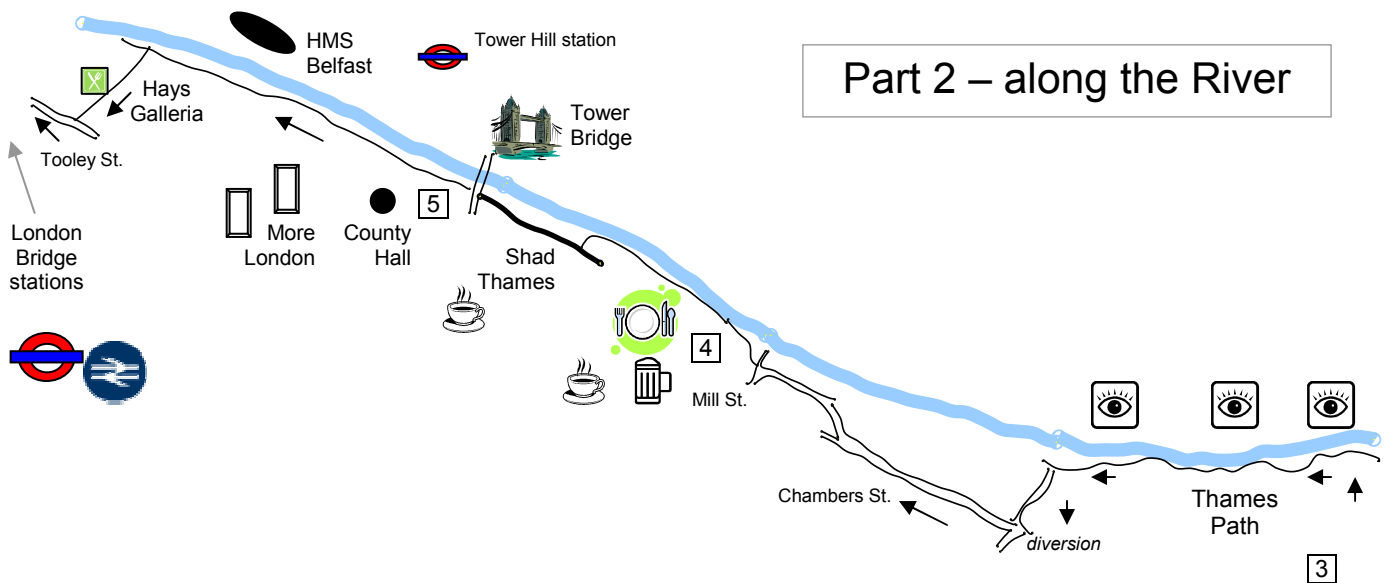 Part 2 – along the River
HMS
Belfast
Tower Hill station
Hays
Galleria
Tower
Bridge
Tooley St.
London
Bridge
stations
More
London
County
Hall
5
Shad
Thames
4
Mill St.
Chambers St.
diversion
Thames
Path
3